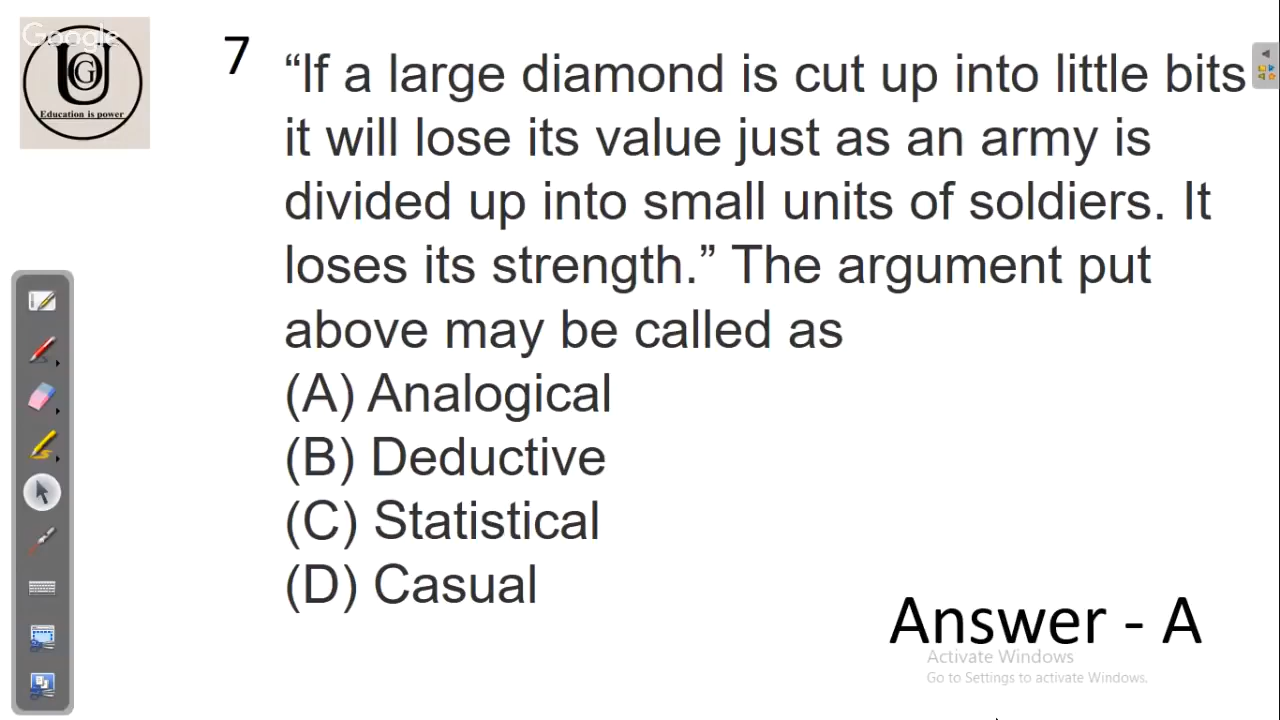 Google
UG
Education is power
7
“If a large diamond is cut up into little bits
it will lose its value just as an army is
divided up into small units of soldiers. It
loses its strength.” The argument put
above may be called as
(A) Analogical
(B) Deductive
(C) Statistical
(D) Casual
Answer - A
Activate Windows
Go to Settings to activate Windows.